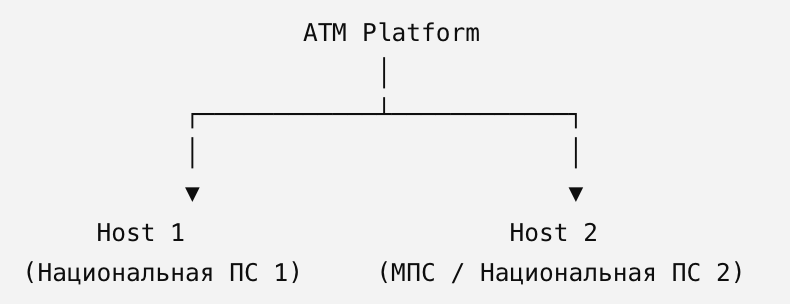 ATM Platform
Host 1 Host 2
(Национальная ПС 1) (МПС / Национальная ПС 2)